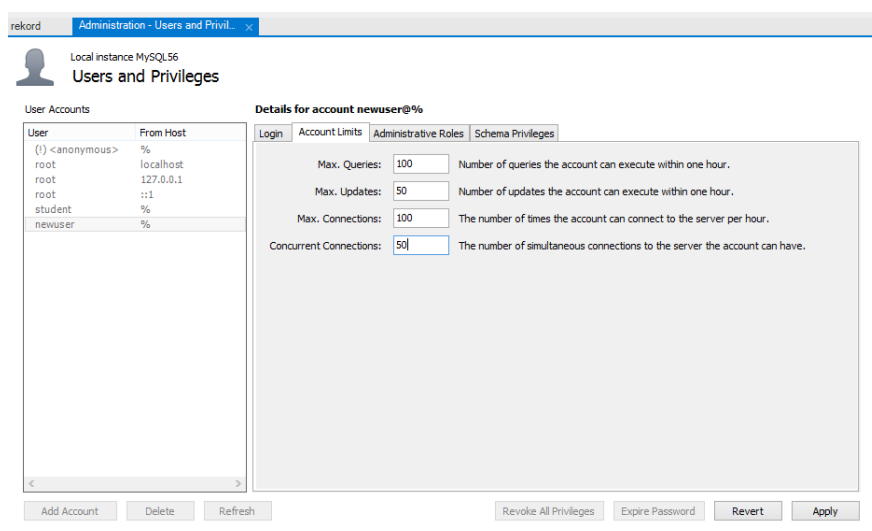 rekord Administration - Users and Privil... ×
Local instance MySQL56
Users and Privileges
User Accounts
Details for account newuser@%
User From Host
(!) <anonymous> %
root localhost
root 127.0.0.1
root ::1
student %
newuser %
Login Account Limits Administrative Roles Schema Privileges
Max. Queries: 100 Number of queries the account can execute within one hour.
Max. Updates: 50 Number of updates the account can execute within one hour.
Max. Connections: 100 The number of times the account can connect to the server per hour.
Concurrent Connections: 50 The number of simultaneous connections to the server the account can have.
Add Account Delete Refresh Revoke All Privileges Expire Password Revert Apply